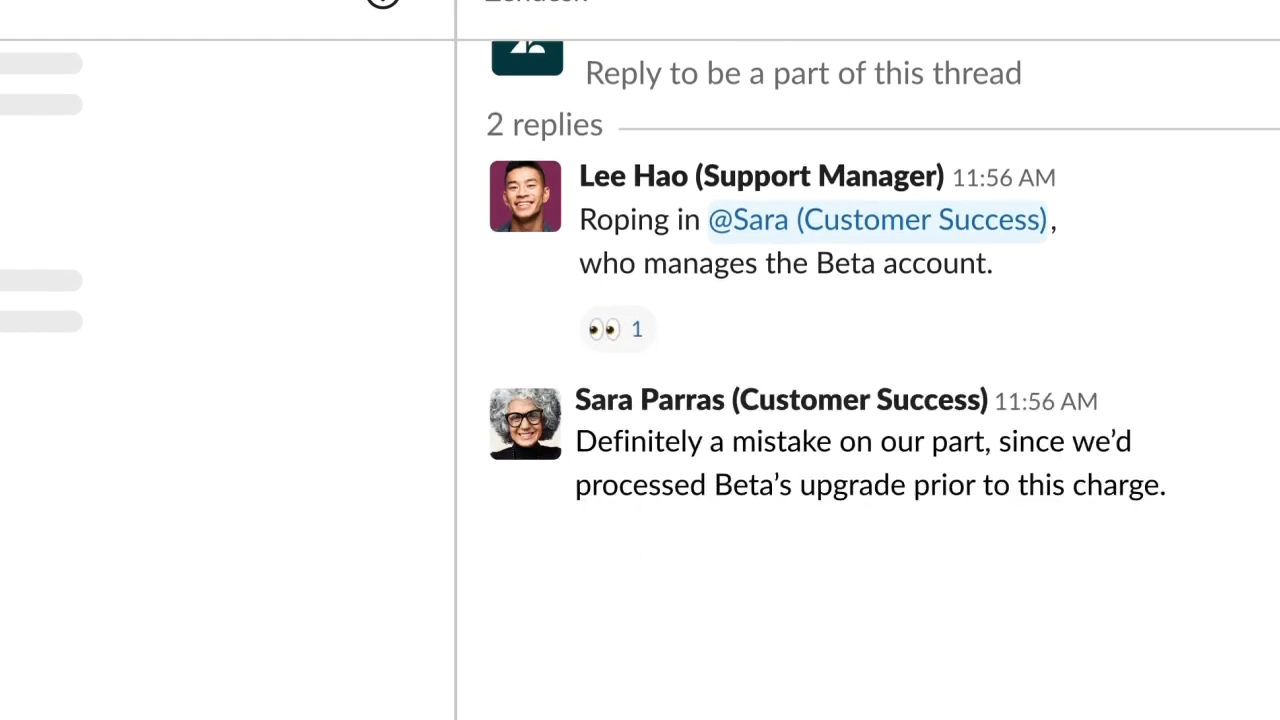 Reply to be a part of this thread
2 replies
Lee Hao (Support Manager) 11:56 AM
Roping in @Sara (Customer Success),
who manages the Beta account.
👀 1
Sara Parras (Customer Success) 11:56 AM
Definitely a mistake on our part, since we’d
processed Beta’s upgrade prior to this charge.